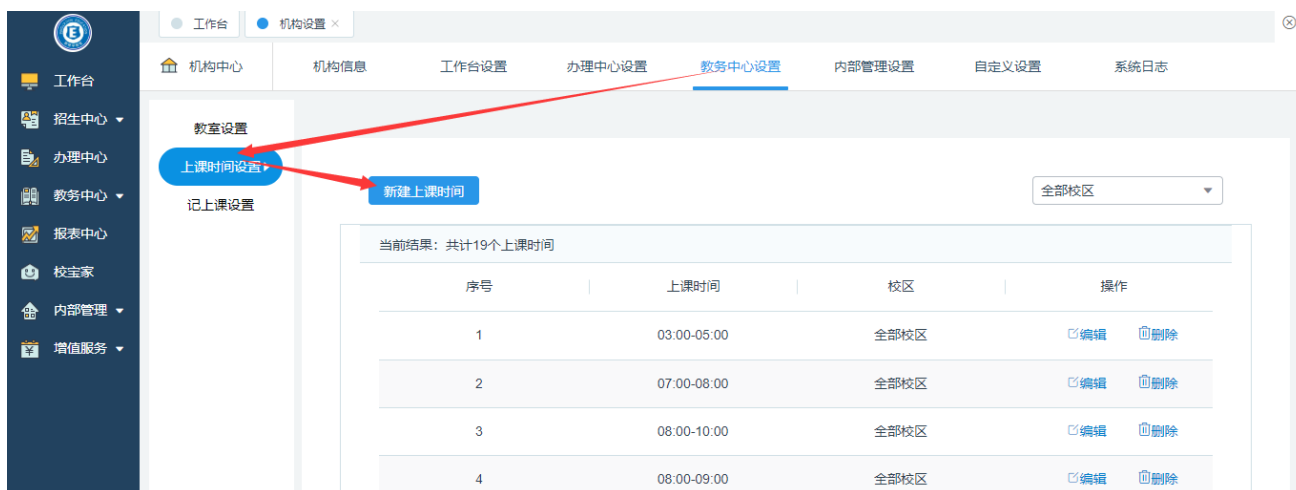 工作台
机构设置
工作台
招生中心
办理中心
教务中心
报表中心
校宝家
内部管理
增值服务
机构中心
机构信息
工作台设置
办理中心设置
教务中心设置
内部管理设置
自定义设置
系统日志
教室设置
上课时间设置
记上课设置
新建上课时间
全部校区
当前结果：共计19个上课时间
序号 上课时间 校区 操作
1 03:00-05:00 全部校区 编辑 删除
2 07:00-08:00 全部校区 编辑 删除
3 08:00-10:00 全部校区 编辑 删除
4 08:00-09:00 全部校区 编辑 删除